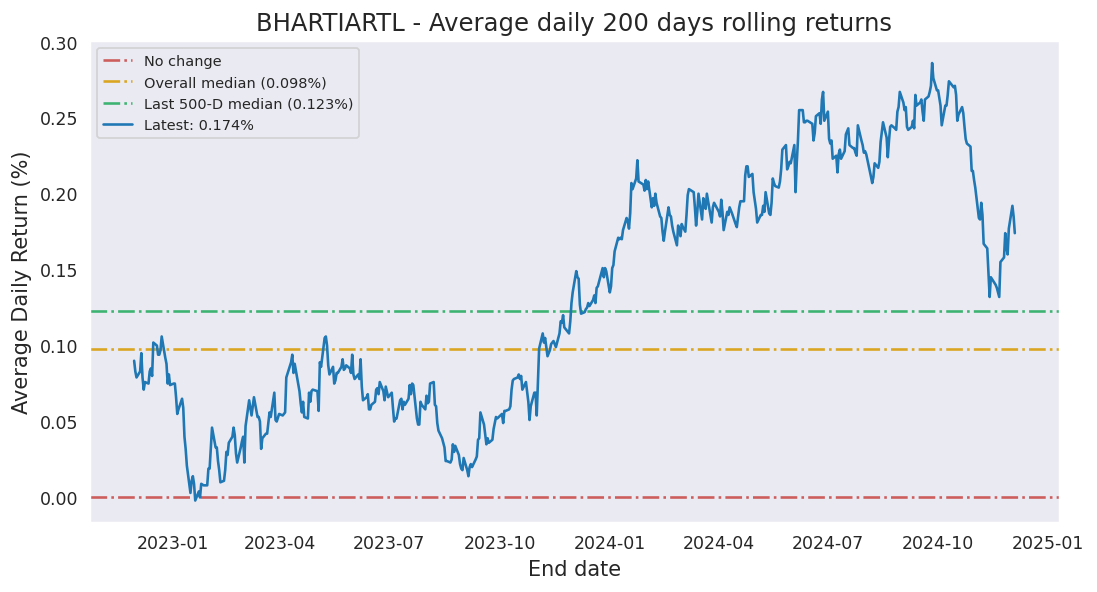 BHARTIARTL - Average daily 200 days rolling returns
No change
Overall median (0.098%)
Last 500-D median (0.123%)
Latest: 0.174%
Average Daily Return (%)
0.30
0.25
0.20
0.15
0.10
0.05
0.00
2023-01 2023-04 2023-07 2023-10 2024-01 2024-04 2024-07 2024-10 2025-01
End date